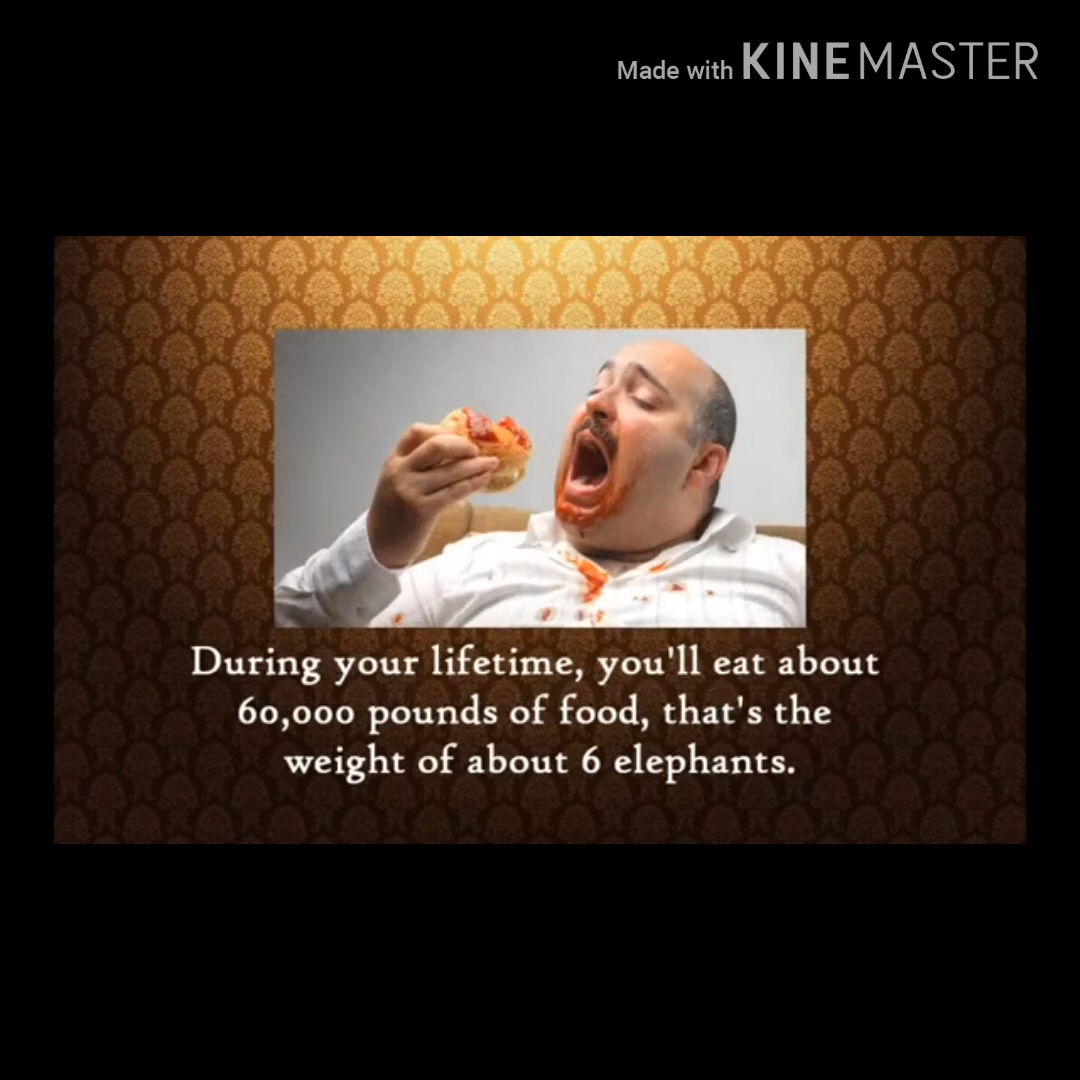 Made with KINEMASTER
During your lifetime, you'll eat about
60,000 pounds of food, that's the
weight of about 6 elephants.